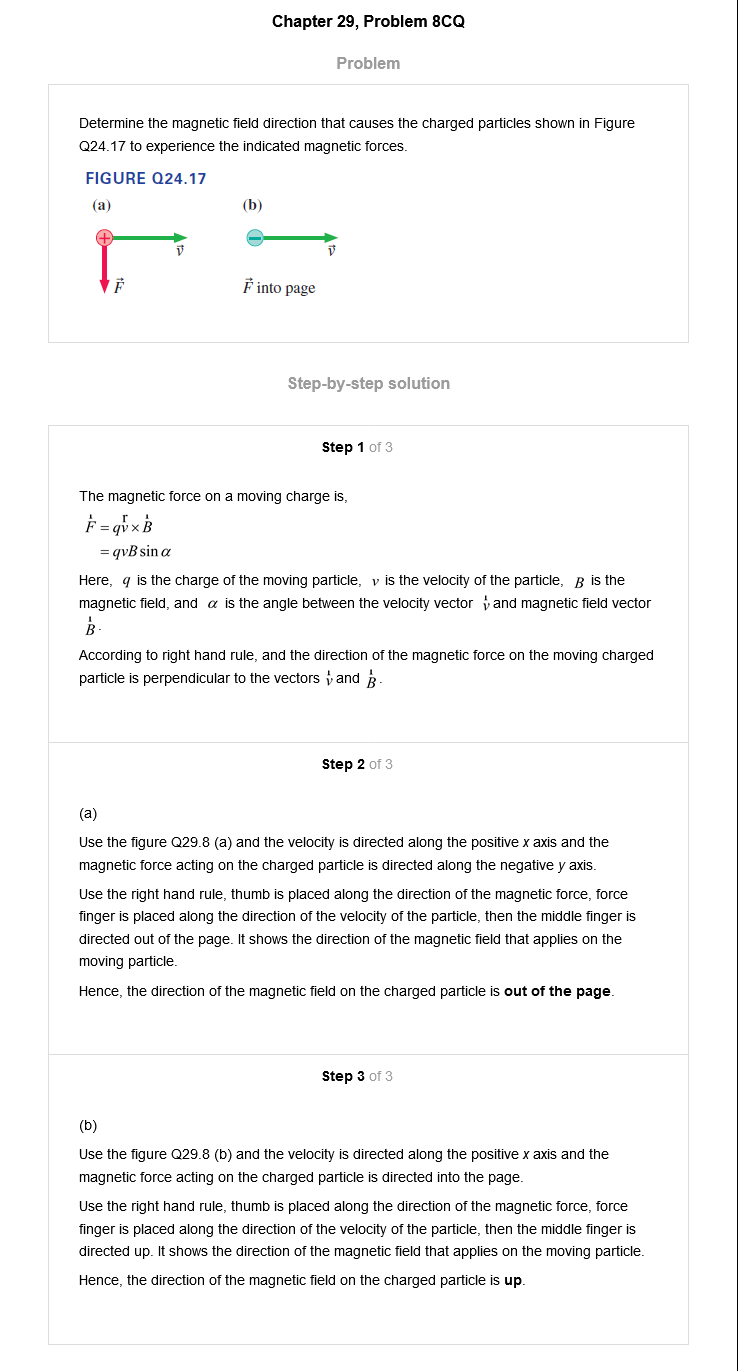 Chapter 29, Problem 8CQ
Problem
Determine the magnetic field direction that causes the charged particles shown in Figure
Q24.17 to experience the indicated magnetic forces.
FIGURE Q24.17
(a) (b)
+ −
v⃗ v⃗
F⃗ F⃗ into page
Step-by-step solution
Step 1 of 3
The magnetic force on a moving charge is,
F = qv × B
= qvB sin α
Here, q is the charge of the moving particle, v is the velocity of the particle, B is the
magnetic field, and α is the angle between the velocity vector v and magnetic field vector
B.
According to right hand rule, and the direction of the magnetic force on the moving charged
particle is perpendicular to the vectors v and B.
Step 2 of 3
(a)
Use the figure Q29.8 (a) and the velocity is directed along the positive x axis and the
magnetic force acting on the charged particle is directed along the negative y axis.
Use the right hand rule, thumb is placed along the direction of the magnetic force, force
finger is placed along the direction of the velocity of the particle, then the middle finger is
directed out of the page. It shows the direction of the magnetic field that applies on the
moving particle.
Hence, the direction of the magnetic field on the charged particle is out of the page.
Step 3 of 3
(b)
Use the figure Q29.8 (b) and the velocity is directed along the positive x axis and the
magnetic force acting on the charged particle is directed into the page.
Use the right hand rule, thumb is placed along the direction of the magnetic force, force
finger is placed along the direction of the velocity of the particle, then the middle finger is
directed up. It shows the direction of the magnetic field that applies on the moving particle.
Hence, the direction of the magnetic field on the charged particle is up.